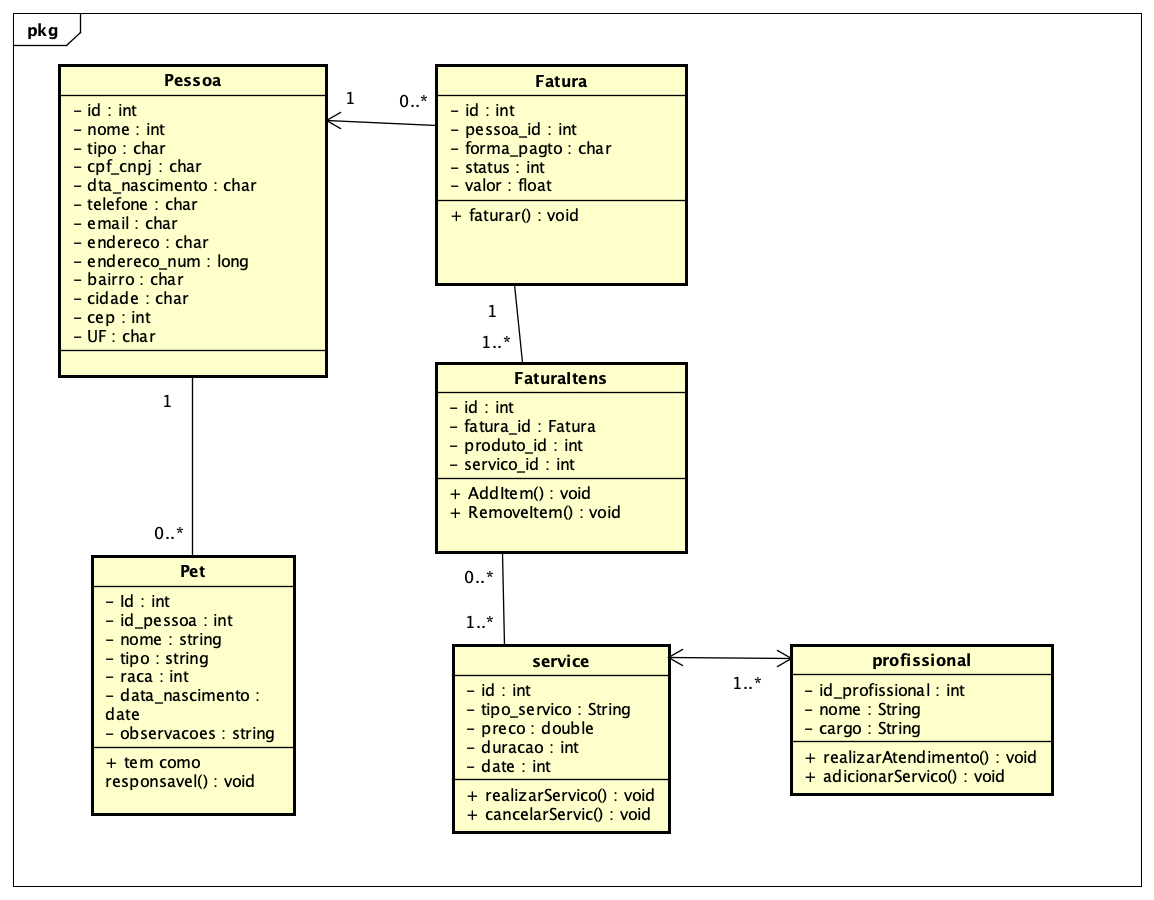 pkg
Pessoa
- id : int
- nome : int
- tipo : char
- cpf_cnpj : char
- dta_nascimento : char
- telefone : char
- email : char
- endereco : char
- endereco_num : long
- bairro : char
- cidade : char
- cep : int
- UF : char
1
0..*
Fatura
- id : int
- pessoa_id : int
- forma_pagto : char
- status : int
- valor : float
+ faturar() : void
1
1..*
FaturaItens
- id : int
- fatura_id : Fatura
- produto_id : int
- servico_id : int
+ AddItem() : void
+ RemoveItem() : void
1
0..*
Pet
- Id : int
- id_pessoa : int
- nome : string
- tipo : string
- raca : int
- data_nascimento :
date
- observacoes : string
+ tem como
responsavel() : void
0..*
1..*
service
- id : int
- tipo_servico : String
- preco : double
- duracao : int
- date : int
+ realizarServico() : void
+ cancelarServic() : void
1..*
profissional
- id_profissional : int
- nome : String
- cargo : String
+ realizarAtendimento() : void
+ adicionarServico() : void